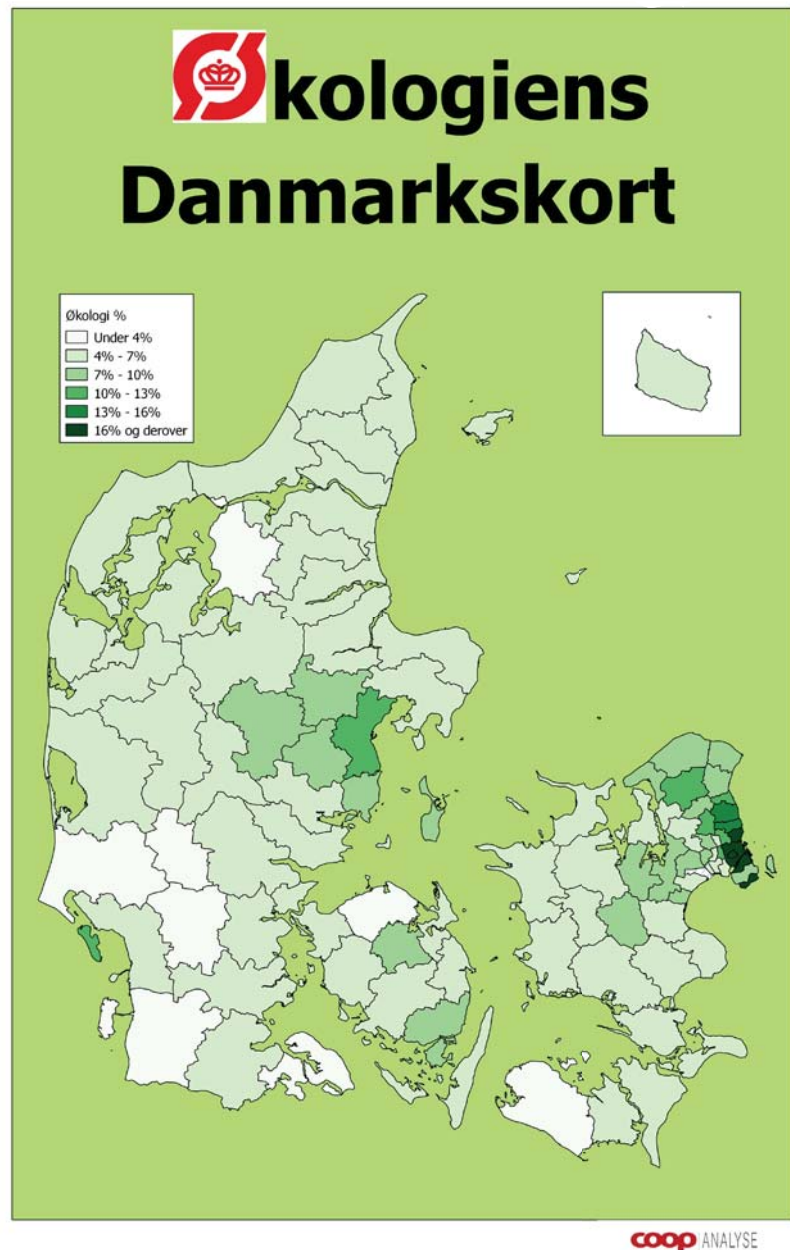 Økologiens
Danmarkskort
Økologi %
Under 4%
4% - 7%
7% - 10%
10% - 13%
13% - 16%
16% og derover
coop ANALYSE